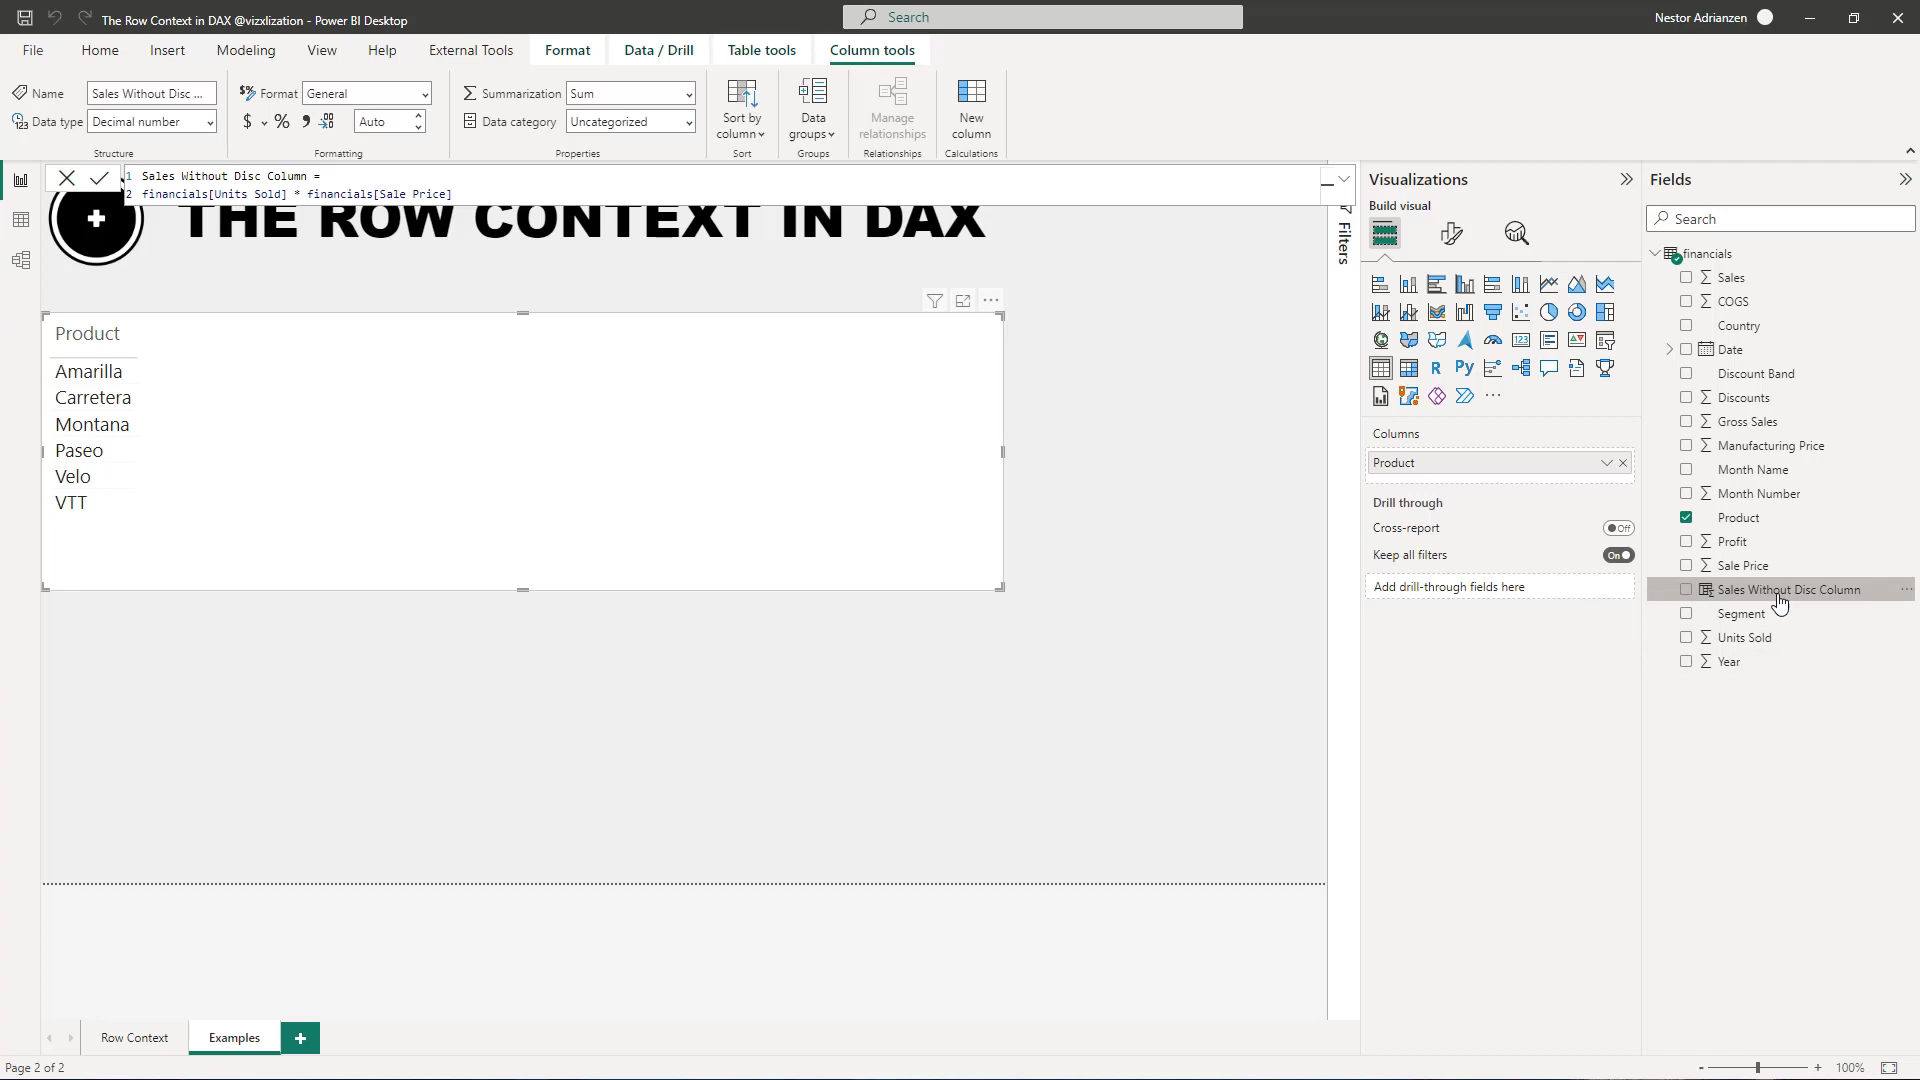 The Row Context in DAX @vizxlization - Power BI Desktop
Search
Nestor Adrianzen
File Home Insert Modeling View Help External Tools Format Data / Drill Table tools Column tools
Name Sales Without Disc ...
Data type Decimal number
Structure
Format General
$ % Auto
Formatting
Summarization Sum
Data category Uncategorized
Properties
Sort by column
Sort
Data groups
Groups
Manage relationships
Relationships
New column
Calculations
1 Sales Without Disc Column =
2 financials[Units Sold] * financials[Sale Price]
THE ROW CONTEXT IN DAX
Product
Amarilla
Carretera
Montana
Paseo
Velo
VTT
Filters
Visualizations
Build visual
R Py
123
Columns
Product
Drill through
Cross-report Off
Keep all filters On
Add drill-through fields here
Fields
Search
financials
Sales
COGS
Country
Date
Discount Band
Discounts
Gross Sales
Manufacturing Price
Month Name
Month Number
Product
Profit
Sale Price
Sales Without Disc Column
Segment
Units Sold
Year
Row Context Examples
Page 2 of 2
- + 100%